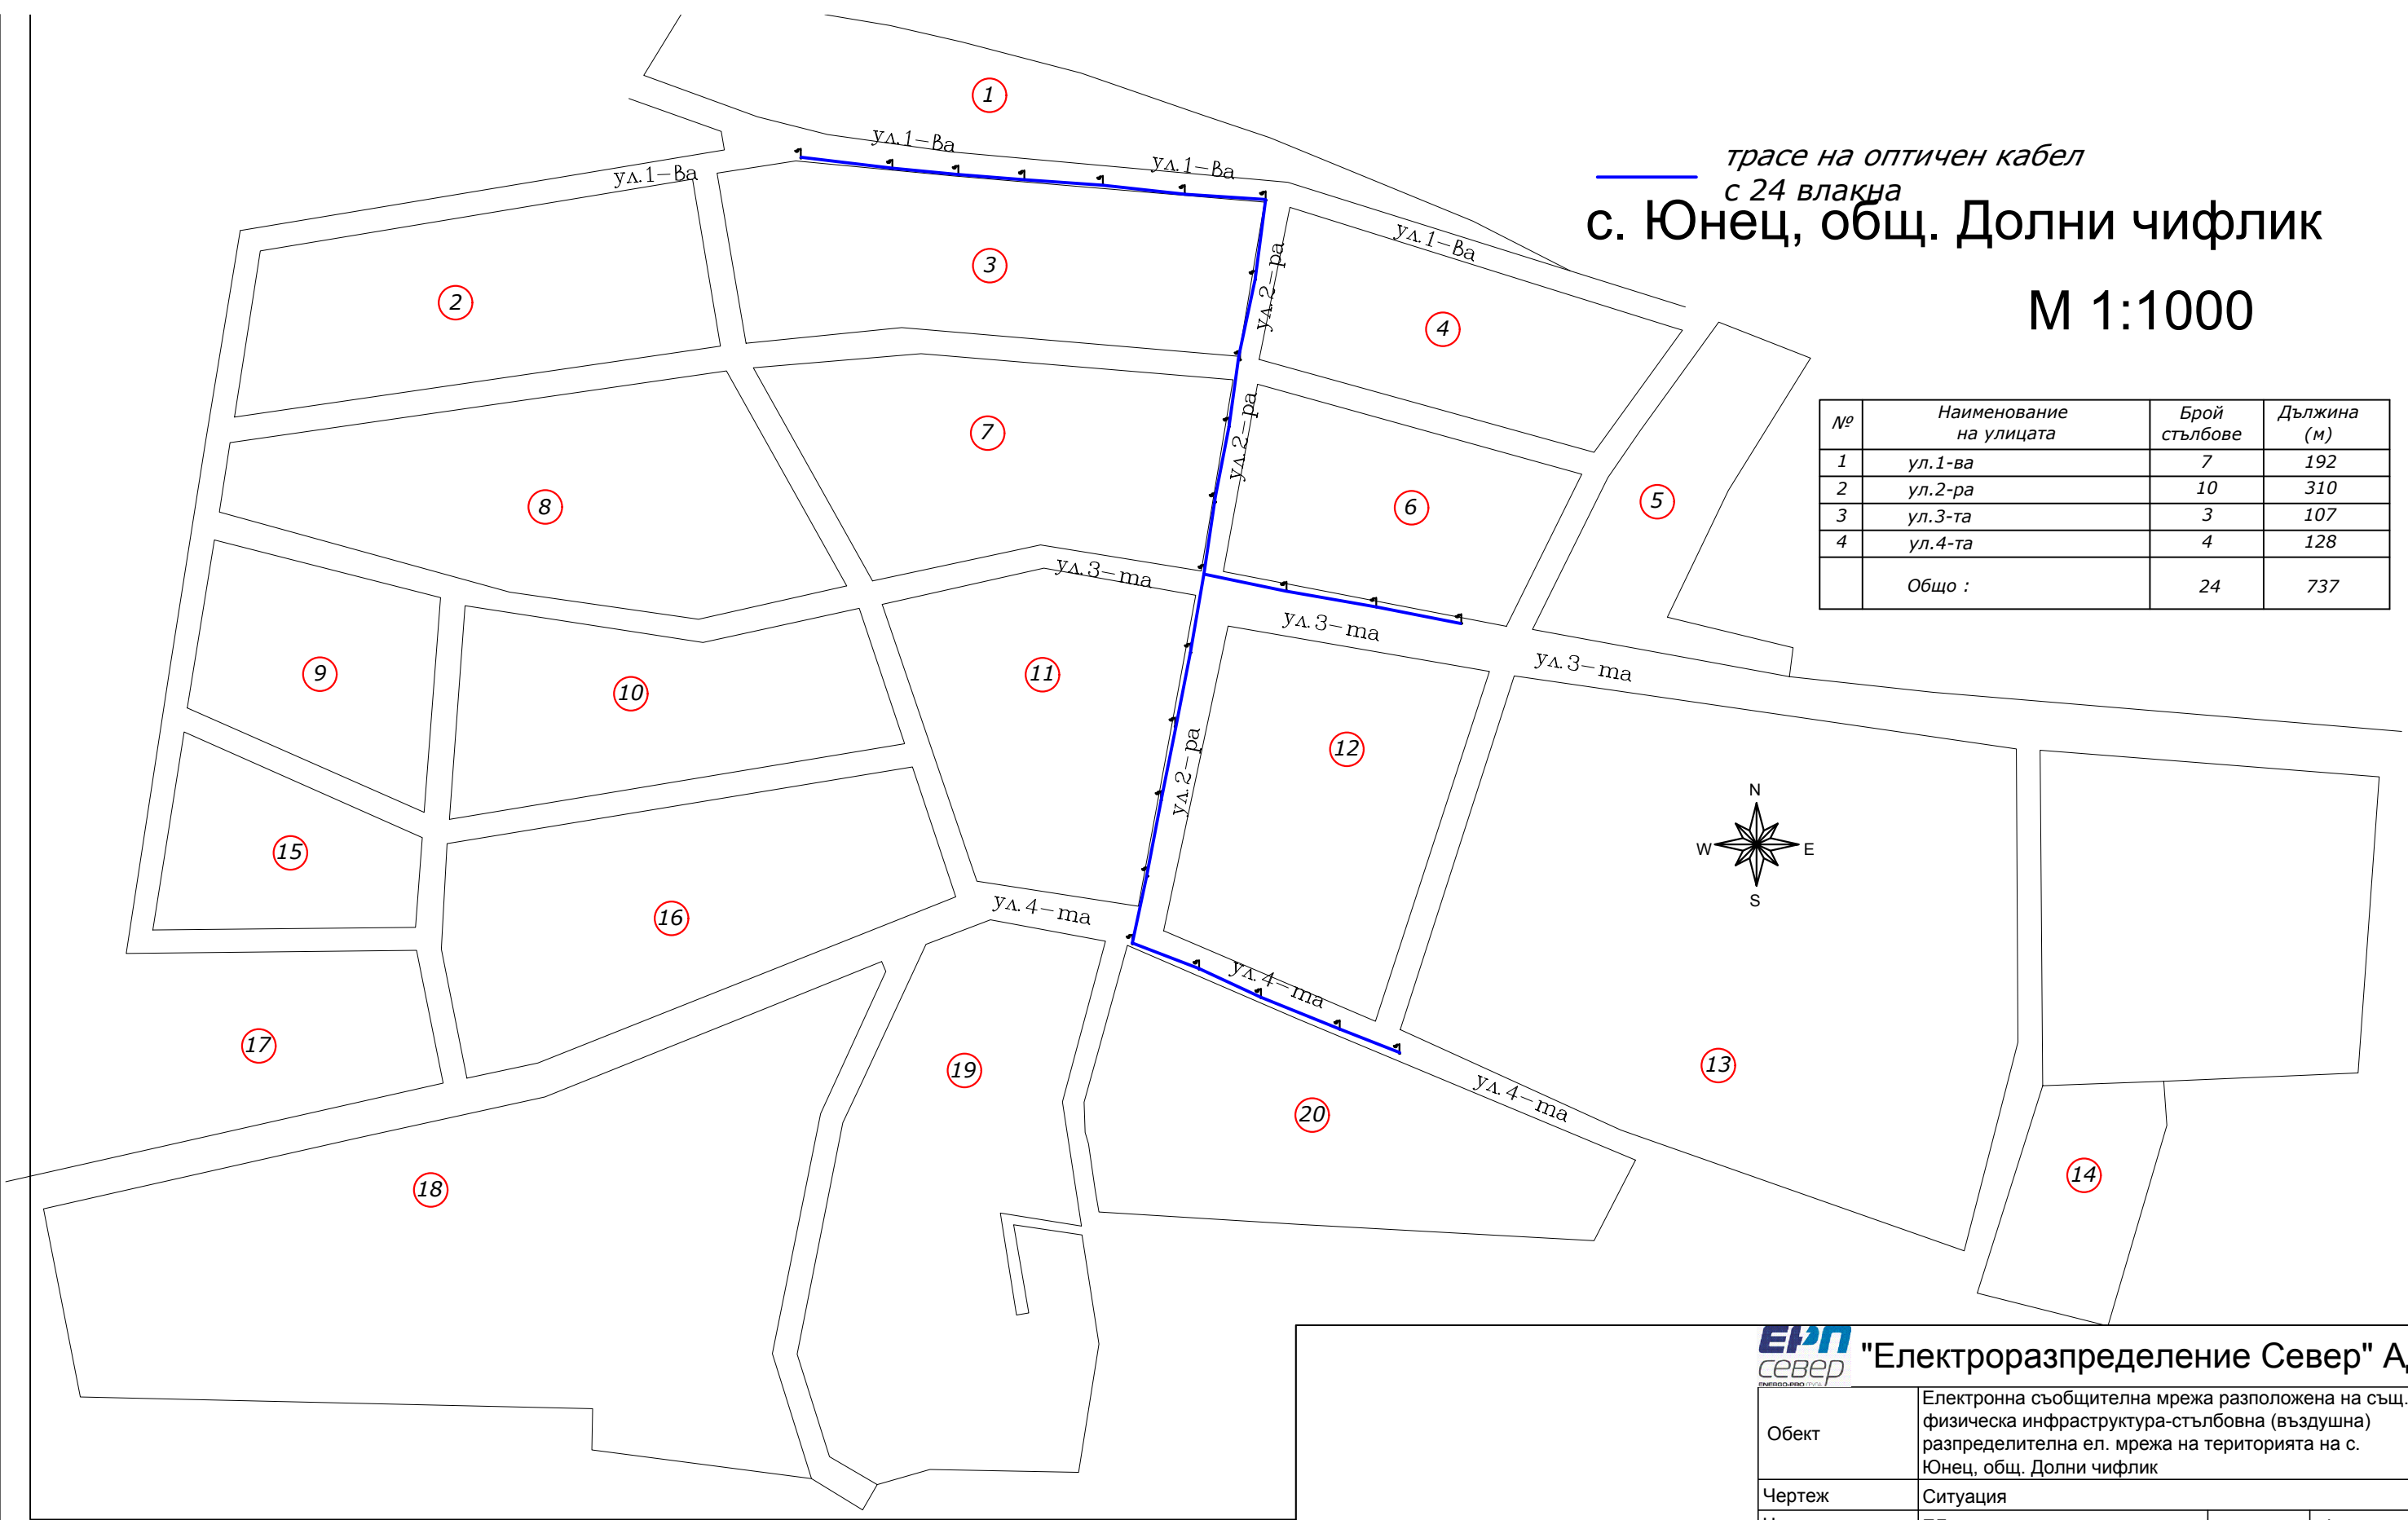 1
ул.1-ва
ул.1-ва
ул.1-ва
трасе на оптичен кабел
с 24 влакна
с. Юнец, общ. Долни чифлик
М 1:1000
ул.1-ва
2
3
4
ул.2-ра
№ Наименование на улицата Брой стълбове Дължина (м)
1 ул.1-ва 7 192
2 ул.2-ра 10 310
3 ул.3-та 3 107
4 ул.4-та 4 128
Общо : 24 737
7
ул.2-ра
8
6
5
ул.3-та
ул.3-та
ул.3-та
9
10
11
12
ул.2-ра
N
W E
S
15
16
ул.4-та
ул.4-та
17
19
13
ул.4-та
20
18
14
ЕРП
север
"Електроразпределение Север"
Обект
Електронна съобщителна мрежа разположена на същ.
физическа инфраструктура-стълбовна (въздушна)
разпределителна ел. мрежа на територията на с.
Юнец, общ. Долни чифлик
Чертеж Ситуация